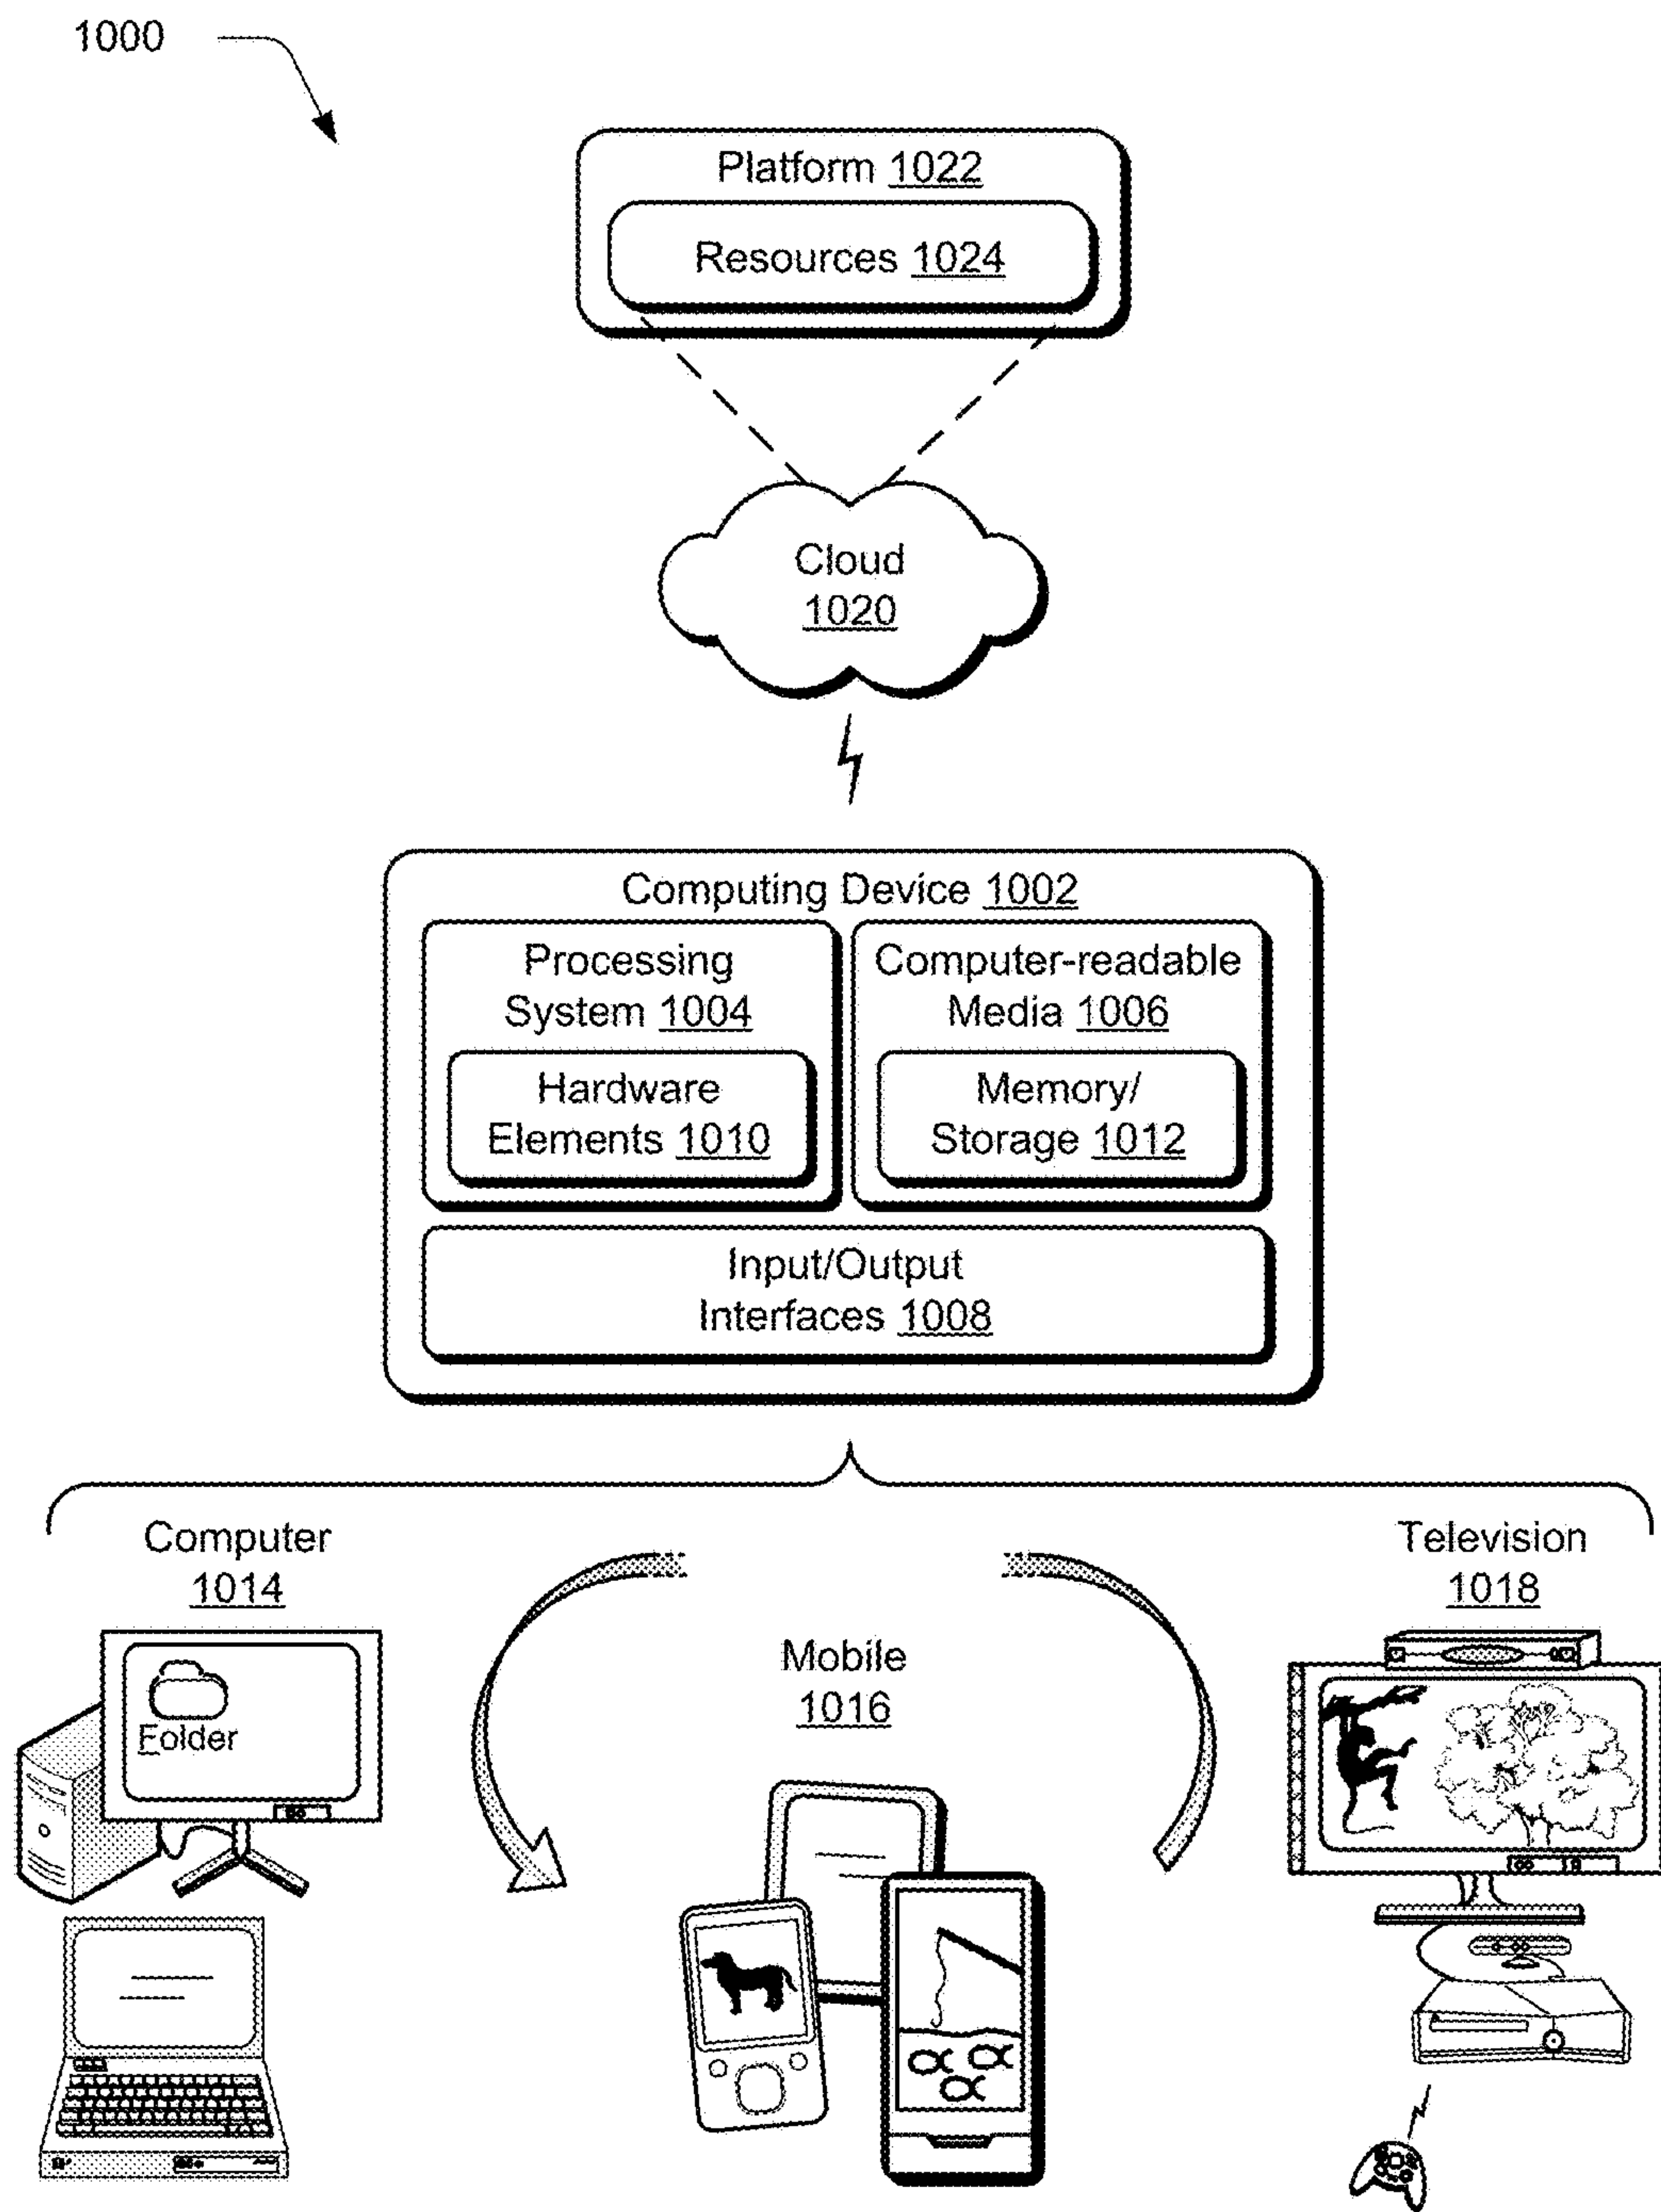 1000
Platform 1022
Resources 1024
Cloud
1020
Computing Device 1002
Processing
System 1004
Hardware
Elements 1010
Computer-readable
Media 1006
Memory/
Storage 1012
Input/Output
Interfaces 1008
Computer
1014
Folder
Mobile
1016
Television
1018